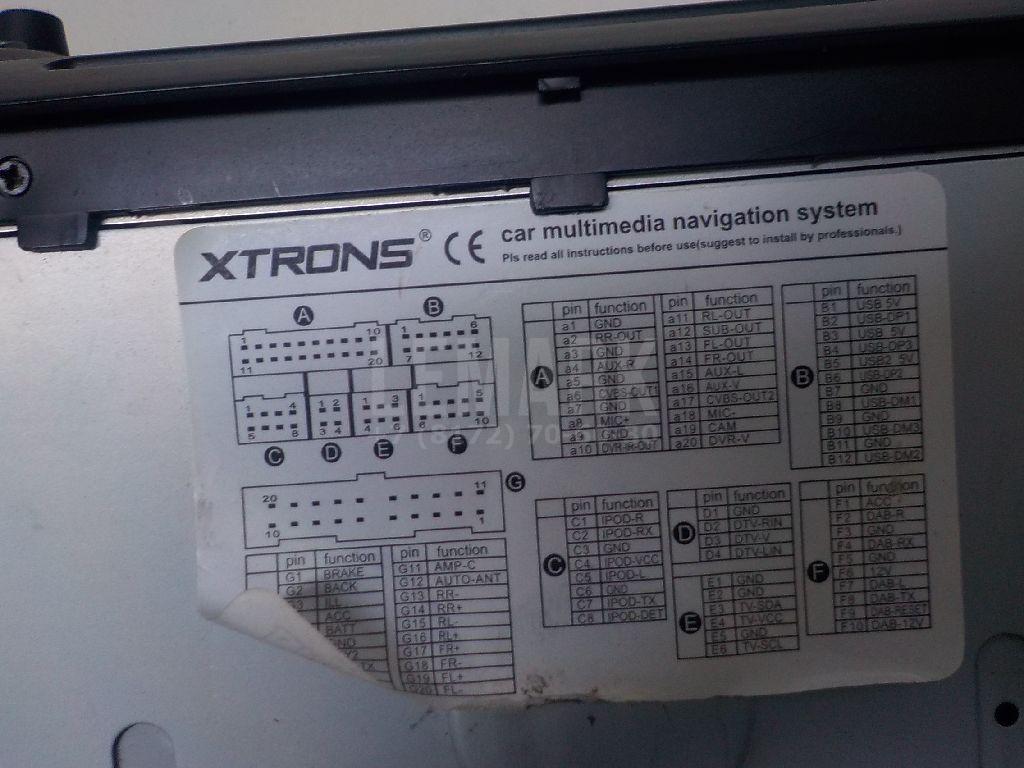 XTRONS® CE
car multimedia navigation system
Pls read all instructions before use(suggest to install by professionals.)
A
B
1 10
11 20
1 6
7 12
1 4
5 8
1 2
3 4
1 3
4 6
1 5
6 10
C
D
E
F
20 11
10 1
G
A
pin function pin function
a1 GND a11 RL-OUT
a2 RR-OUT a12 SUB-OUT
a3 GND a13 FL-OUT
a4 AUX-R a14 FR-OUT
a5 GND a15 AUX-L
a6 CVBS-OUT1 a16 AUX-V
a7 GND a17 CVBS-OUT2
a8 MIC+ a18 MIC-
a9 GND a19 CAM
a10 DVR-IR-OUT a20 DVR-V
B
pin function
B1 USB 5V
B2 USB-DP1
B3 USB 5V
B4 USB-DP3
B5 USB2 5V
B6 USB-DP2
B7 GND
B8 USB-DM1
B9 GND
B10 USB-DM3
B11 GND
B12 USB-DM2
C
pin function
C1 IPOD-R
C2 IPOD-RX
C3 GND
C4 IPOD-VCC
C5 IPOD-L
C6 GND
C7 IPOD-TX
C8 IPOD-DET
D
pin function
D1 GND
D2 DTV-RIN
D3 DTV-V
D4 DTV-LIN
E
E1 GND
E2 GND
E3 TV-SDA
E4 TV-VCC
E5 GND
E6 TV-SCL
F
pin function
F1 ACC
F2 DAB-R
F3 GND
F4 DAB-RX
F5 GND
F6 12V
F7 DAB-L
F8 DAB-TX
F9 DAB-RESET
F10 DAB-12V
pin function pin function
G1 BRAKE G11 AMP-C
G2 BACK G12 AUTO-ANT
ILL G13 RR-
ACC G14 RR+
BATT G15 RL-
G16 RL+
G17 FR+
G18 FR-
G19 FL+
G20 FL-